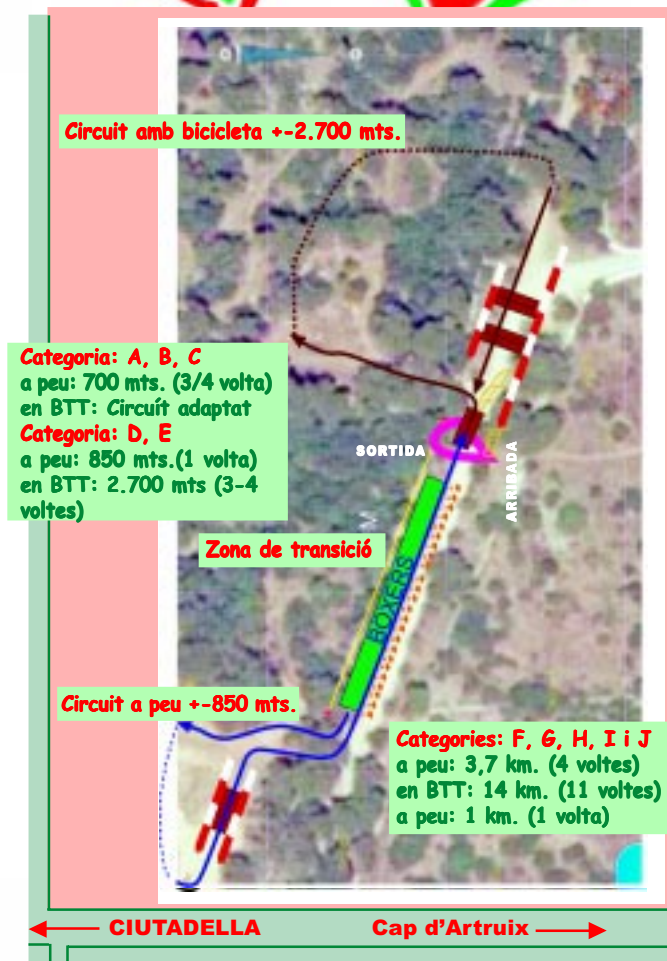 Circuit amb bicicleta +-2.700 mts.
Categoria: A, B, C
a peu: 700 mts. (3/4 volta)
en BTT: Circuít adaptat
Categoria: D, E
a peu: 850 mts.(1 volta)
en BTT: 2.700 mts (3-4
voltes)
SORTIDA
ARRIBADA
Zona de transició
BOXERS
Circuit a peu +-850 mts.
Categories: F, G, H, I i J
a peu: 3,7 km. (4 voltes)
en BTT: 14 km. (11 voltes)
a peu: 1 km. (1 volta)
CIUTADELLA
Cap d'Artruix